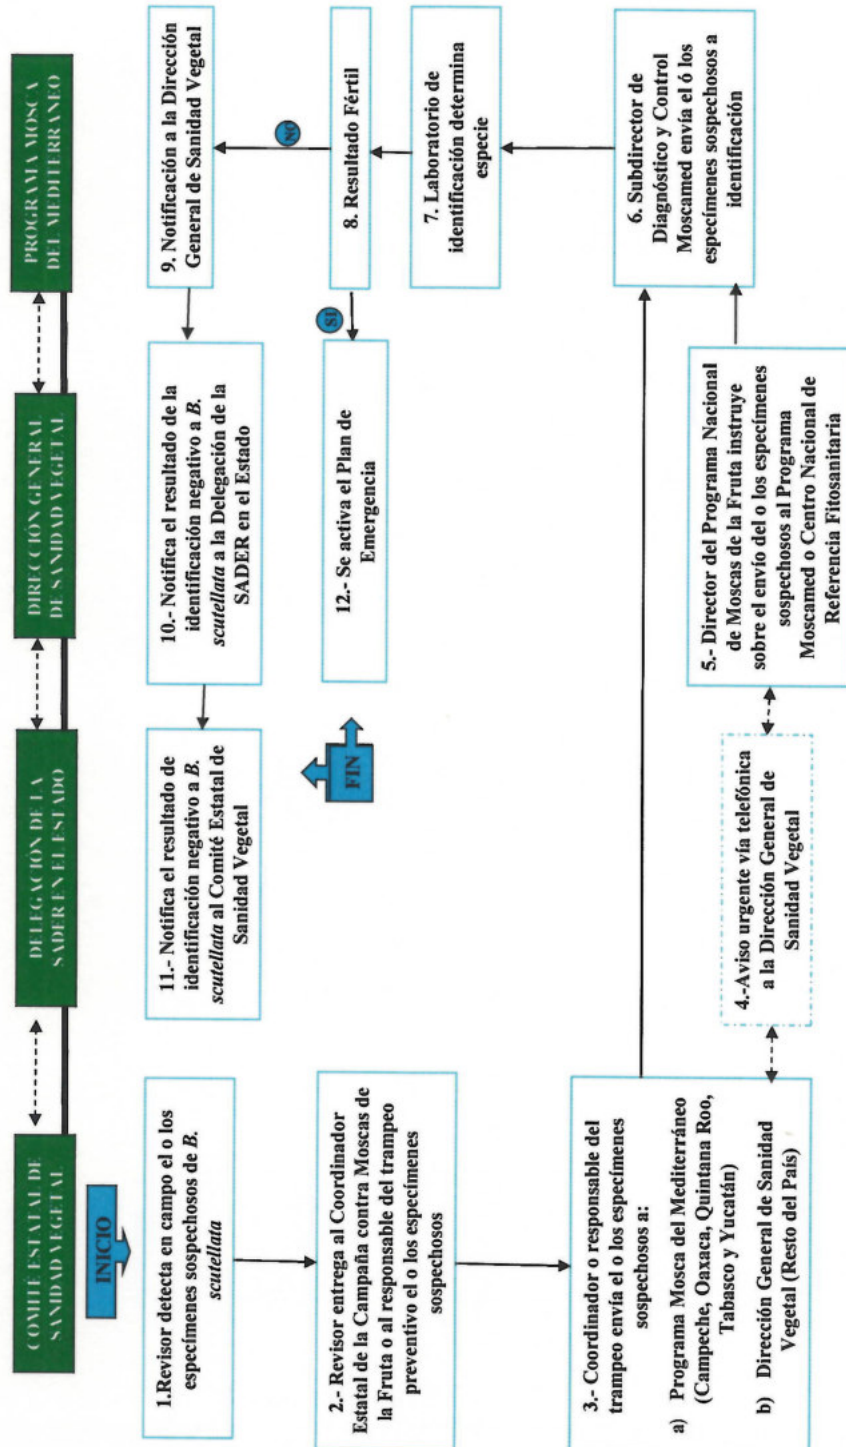 COMITÉ ESTATAL DE
SANIDAD VEGETAL
DELEGACIÓN DE LA
SADER EN EL ESTADO
DIRECCIÓN GENERAL
DE SANIDAD VEGETAL
PROGRAMA MOSCA
DEL MEDITERRANEO
INICIO
1.Revisor detecta en campo el o los
especímenes sospechosos de B.
scutellata
2.- Revisor entrega al Coordinador
Estatal de la Campaña contra Moscas de
la Fruta o al responsable del trampeo
preventivo el o los especímenes
sospechosos
3.- Coordinador o responsable del
trampeo envía el o los especímenes
sospechosos a:
a) Programa Mosca del Mediterráneo
(Campeche, Oaxaca, Quintana Roo,
Tabasco y Yucatán)
b) Dirección General de Sanidad
Vegetal (Resto del País)
4.-Aviso urgente vía telefónica
a la Dirección General de
Sanidad Vegetal
5.- Director del Programa Nacional
de Moscas de la Fruta instruye
sobre el envío del o los especímenes
sospechosos al Programa
Moscamed o Centro Nacional de
Referencia Fitosanitaria
6. Subdirector de
Diagnóstico y Control
Moscamed envía el ó los
especímenes sospechosos a
identificación
7. Laboratorio de
identificación determina
especie
8. Resultado Fértil
SI
NO
9. Notificación a la Dirección
General de Sanidad Vegetal
10.- Notifica el resultado de la
identificación negativo a B.
scutellata a la Delegación de la
SADER en el Estado
11.- Notifica el resultado de
identificación negativo a B.
scutellata al Comité Estatal de
Sanidad Vegetal
12.- Se activa el Plan de
Emergencia
FIN